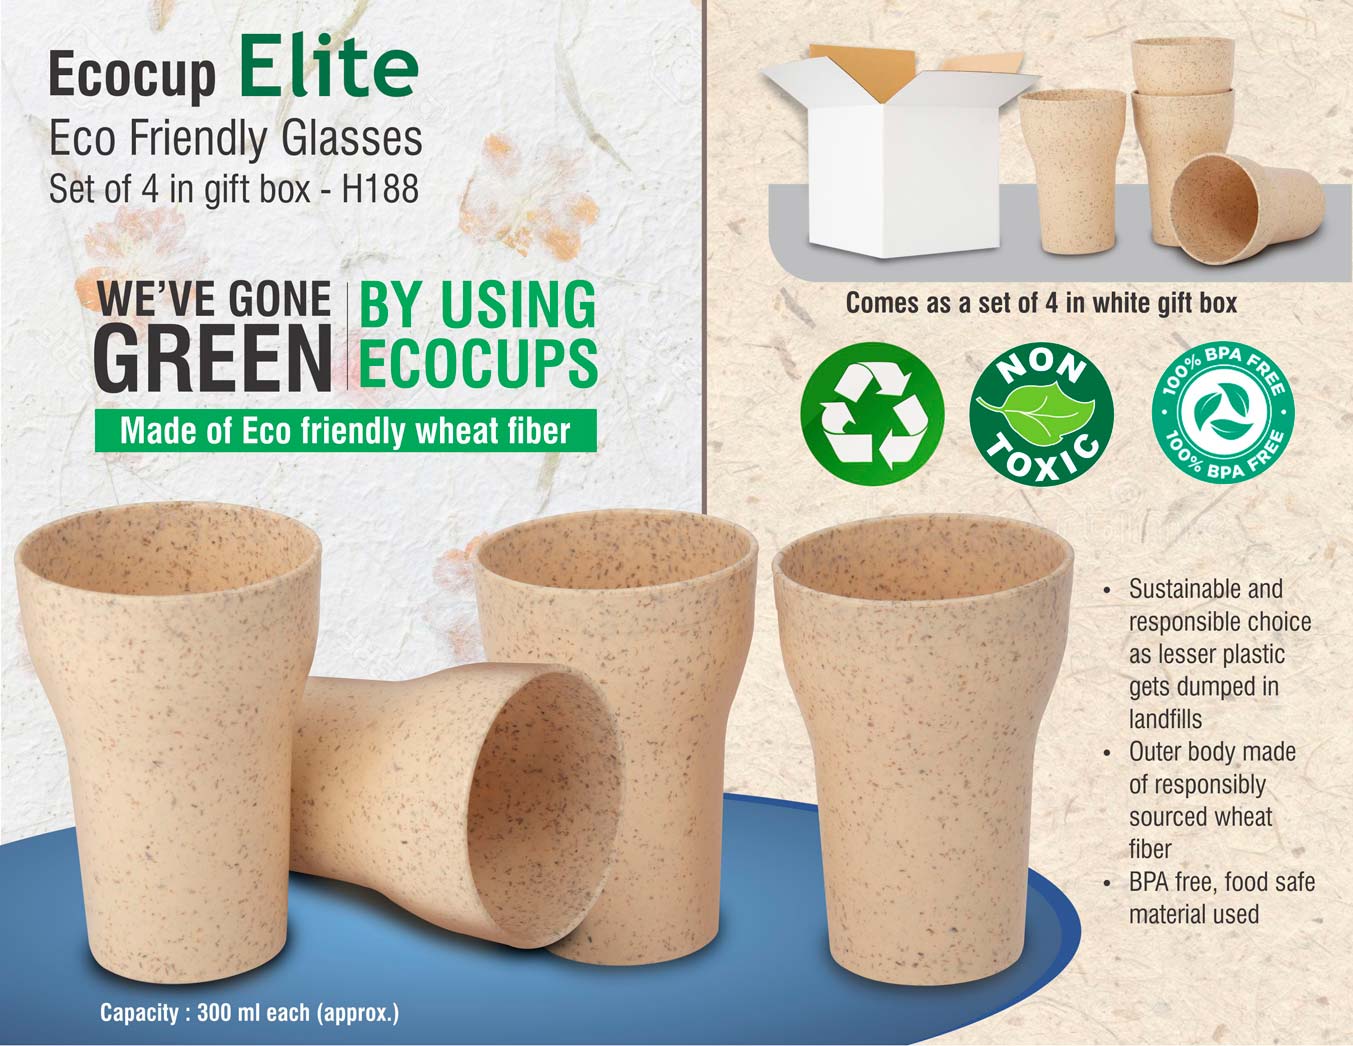 Ecocup Elite
Eco Friendly Glasses
Set of 4 in gift box - H188
WE'VE GONE
GREEN
BY USING
ECOCUPS
Made of Eco friendly wheat fiber
Capacity : 300 ml each (approx.)
Comes as a set of 4 in white gift box
NON
TOXIC
100% BPA FREE
100% BPA FREE
• Sustainable and
responsible choice
as lesser plastic
gets dumped in
landfills
• Outer body made
of responsibly
sourced wheat
fiber
• BPA free, food safe
material used